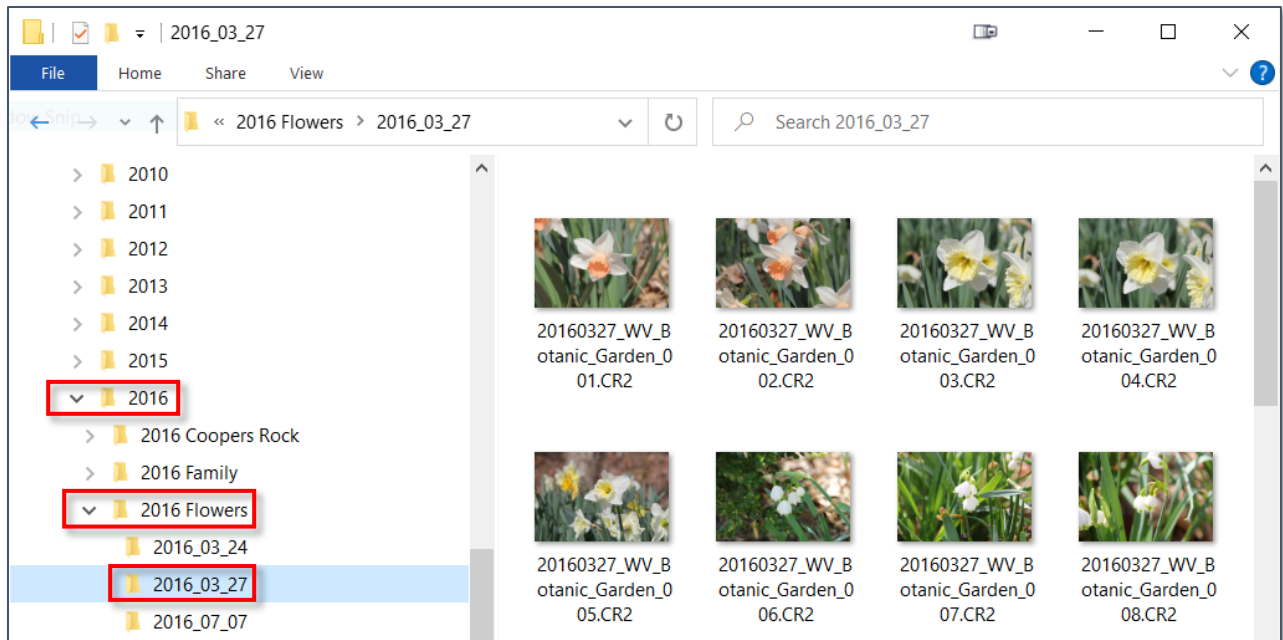 2016_03_27
File Home Share View
?
dow Snip
« 2016 Flowers > 2016_03_27
Search 2016_03_27
2010
2011
2012
2013
2014
2015
2016
2016 Coopers Rock
2016 Family
2016 Flowers
2016_03_24
2016_03_27
2016_07_07
20160327_WV_B
otanic_Garden_0
01.CR2
20160327_WV_B
otanic_Garden_0
02.CR2
20160327_WV_B
otanic_Garden_0
03.CR2
20160327_WV_B
otanic_Garden_0
04.CR2
20160327_WV_B
otanic_Garden_0
05.CR2
20160327_WV_B
otanic_Garden_0
06.CR2
20160327_WV_B
otanic_Garden_0
07.CR2
20160327_WV_B
otanic_Garden_0
08.CR2